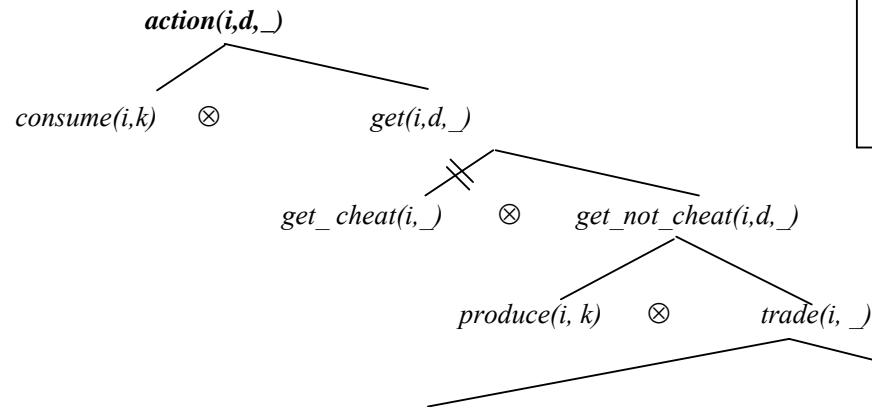 action(i,d,_)
consume(i,k) ⊗ get(i,d,_)
get_ cheat(i,_) ⊗ get_not_cheat(i,d,_)
produce(i, k) ⊗ trade(i, _)